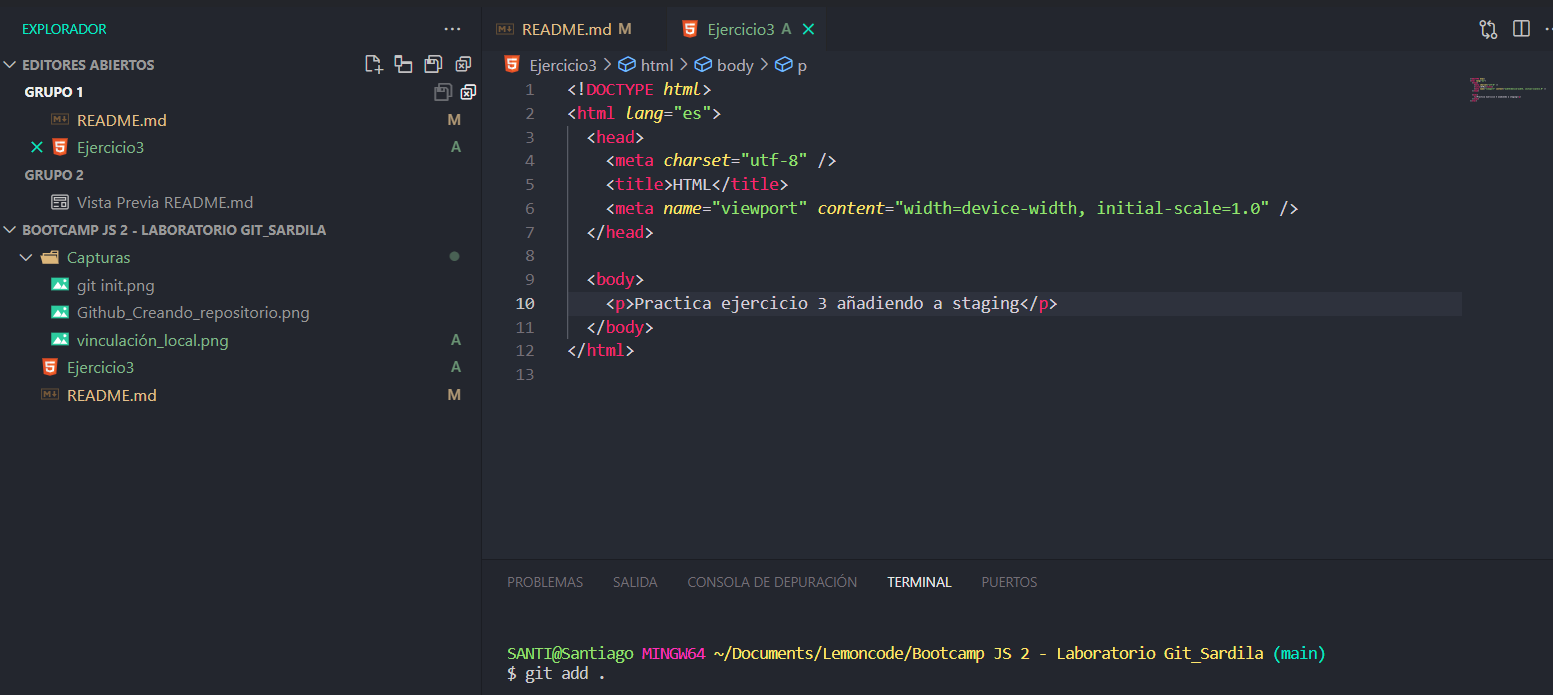 EXPLORADOR
EDITORES ABIERTOS
GRUPO 1
README.md M
Ejercicio3 A
GRUPO 2
Vista Previa README.md
BOOTCAMP JS 2 - LABORATORIO GIT_SARDILA
Capturas
git init.png
Github_Creando_repositorio.png
vinculación_local.png A
Ejercicio3 A
README.md M
README.md M
Ejercicio3 A
Ejercicio3 > html > body > p
1 <!DOCTYPE html>
2 <html lang="es">
3 <head>
4 <meta charset="utf-8" />
5 <title>HTML</title>
6 <meta name="viewport" content="width=device-width, initial-scale=1.0" />
7 </head>
8
9 <body>
10 <p>Practica ejercicio 3 añadiendo a staging</p>
11 </body>
12 </html>
13
PROBLEMAS SALIDA CONSOLA DE DEPURACIÓN TERMINAL PUERTOS
SANTI@Santiago MINGW64 ~/Documents/Lemoncode/Bootcamp JS 2 - Laboratorio Git_Sardila (main)
$ git add .